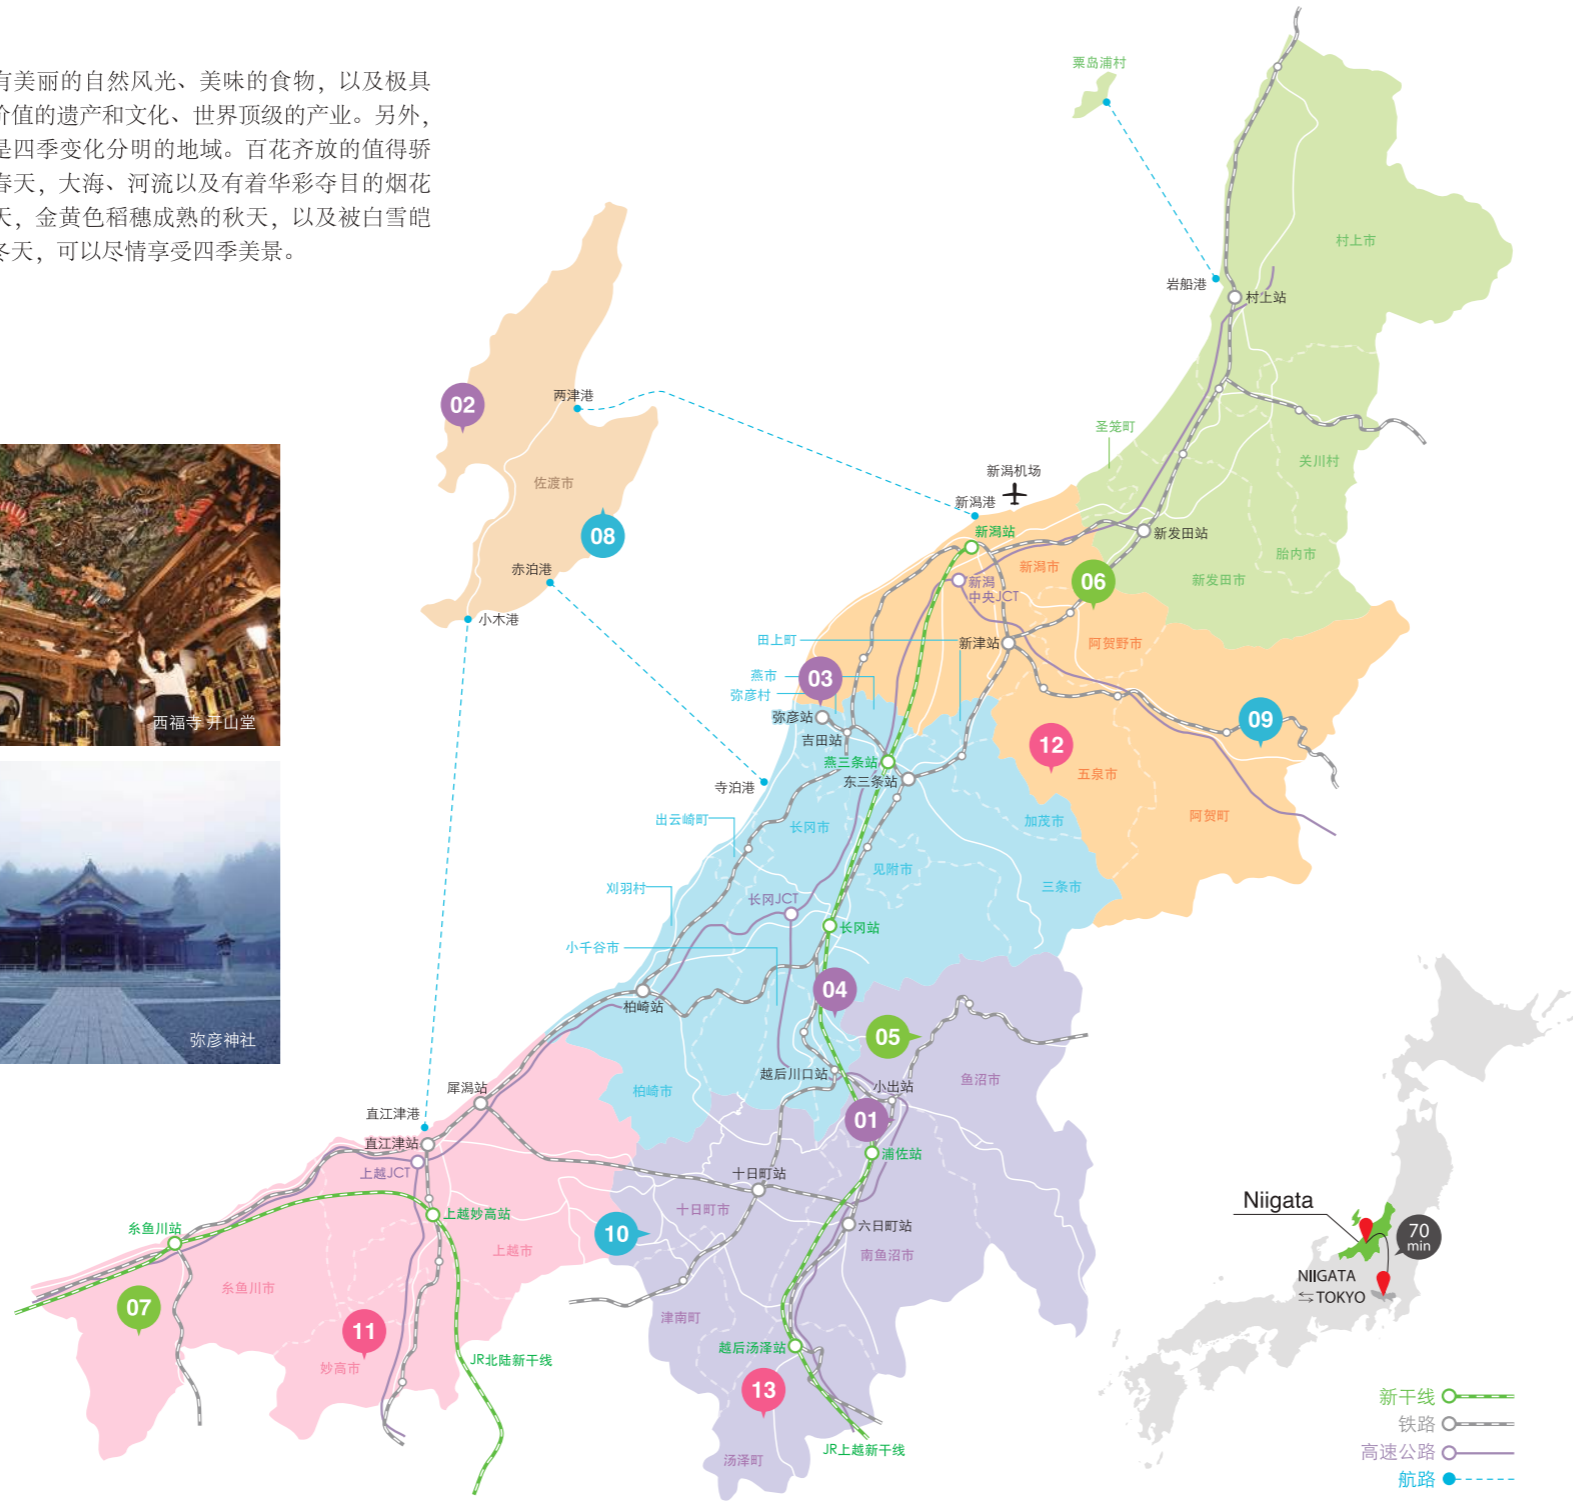 有美丽的自然风光、美味的食物，以及极具
价值的遗产和文化、世界顶级的产业。另外，
是四季变化分明的地域。百花齐放的值得骄
春天，大海、河流以及有着华彩夺目的烟花
天，金黄色稻穗成熟的秋天，以及被白雪皑
冬天，可以尽情享受四季美景。
粟岛浦村
村上市
岩船港
村上站
02
两津港
佐渡市
08
赤泊港
小木港
圣笼町
关川村
新潟机场
新潟港
新潟站
新发田站
胎内市
新潟市
新发田市
06
新潟
中央JCT
田上町
新津站
阿贺野市
燕市
03
弥彦村
弥彦站
吉田站
09
12
燕三条站
五泉市
东三条站
寺泊港
阿贺町
出云崎町
长冈市
加茂市
见附市
三条市
刈羽村
长冈JCT
长冈站
小千谷市
04
柏崎站
05
越后川口站
小出站
鱼沼市
柏崎市
犀潟站
直江津港
直江津站
上越JCT
01
浦佐站
十日町站
十日町市
上越妙高站
糸鱼川站
10
上越市
六日町站
南鱼沼市
糸鱼川市
07
11
妙高市
津南町
越后汤泽站
JR北陆新干线
13
汤泽町
JR上越新干线
西福寺 开山堂
弥彦神社
Niigata
70
min
NIIGATA
⇆TOKYO
新干线
铁路
高速公路
航路